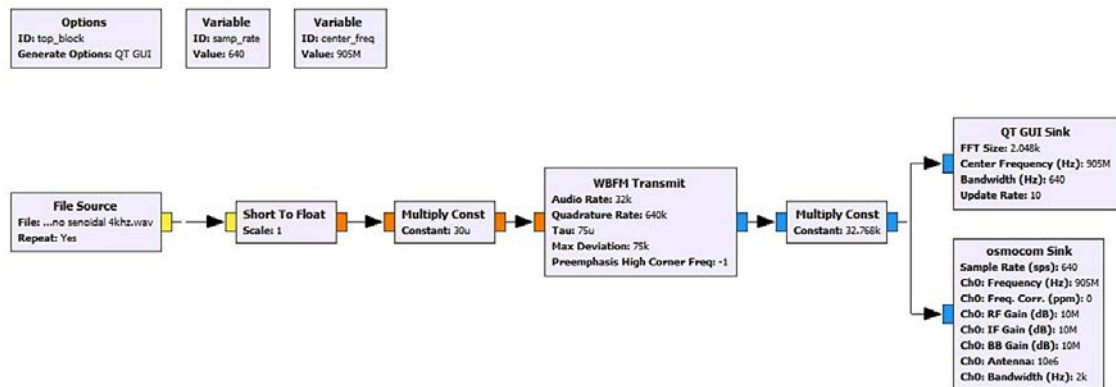 Options
ID: top_block
Generate Options: QT GUI
Variable
ID: samp_rate
Value: 640
Variable
ID: center_freq
Value: 905M
File Source
File: ...no senoidal 4khz.wav
Repeat: Yes
Short To Float
Scale: 1
Multiply Const
Constant: 30u
WBFM Transmit
Audio Rate: 32k
Quadrature Rate: 640k
Tau: 75u
Max Deviation: 75k
Preemphasis High Corner Freq: -1
Multiply Const
Constant: 32.768k
QT GUI Sink
FFT Size: 2.048k
Center Frequency (Hz): 905M
Bandwidth (Hz): 640
Update Rate: 10
osmocom Sink
Sample Rate (sps): 640
Ch0: Frequency (Hz): 905M
Ch0: Freq. Corr. (ppm): 0
Ch0: RF Gain (dB): 10M
Ch0: IF Gain (dB): 10M
Ch0: BB Gain (dB): 10M
Ch0: Antenna: 10e6
Ch0: Bandwidth (Hz): 2k